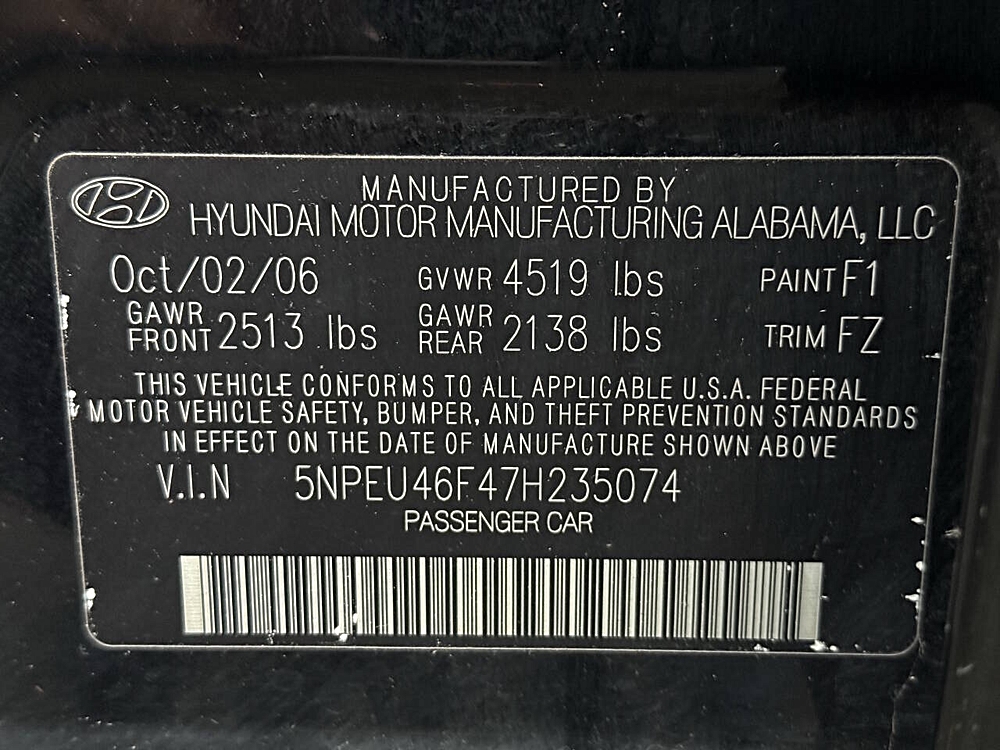 MANUFACTURED BY
HYUNDAI MOTOR MANUFACTURING ALABAMA, LLC
Oct/02/06 GVWR 4519 lbs PAINT F1
GAWR FRONT 2513 lbs GAWR REAR 2138 lbs TRIM FZ
THIS VEHICLE CONFORMS TO ALL APPLICABLE U.S.A. FEDERAL
MOTOR VEHICLE SAFETY, BUMPER, AND THEFT PREVENTION STANDARDS
IN EFFECT ON THE DATE OF MANUFACTURE SHOWN ABOVE
V.I.N 5NPEU46F47H235074
PASSENGER CAR